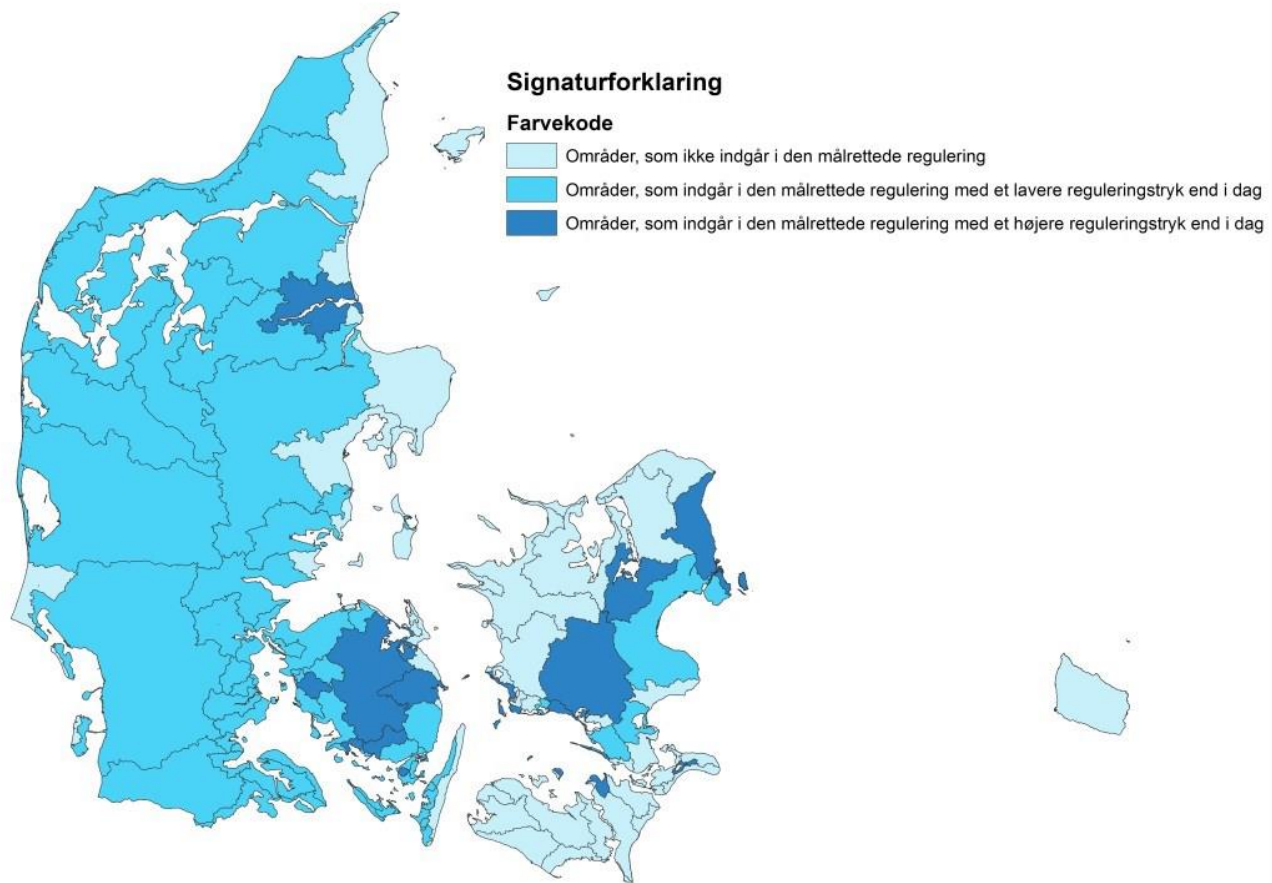 Signaturforklaring
Farvekode
Områder, som ikke indgår i den målrettede regulering
Områder, som indgår i den målrettede regulering med et lavere reguleringstryk end i dag
Områder, som indgår i den målrettede regulering med et højere reguleringstryk end i dag